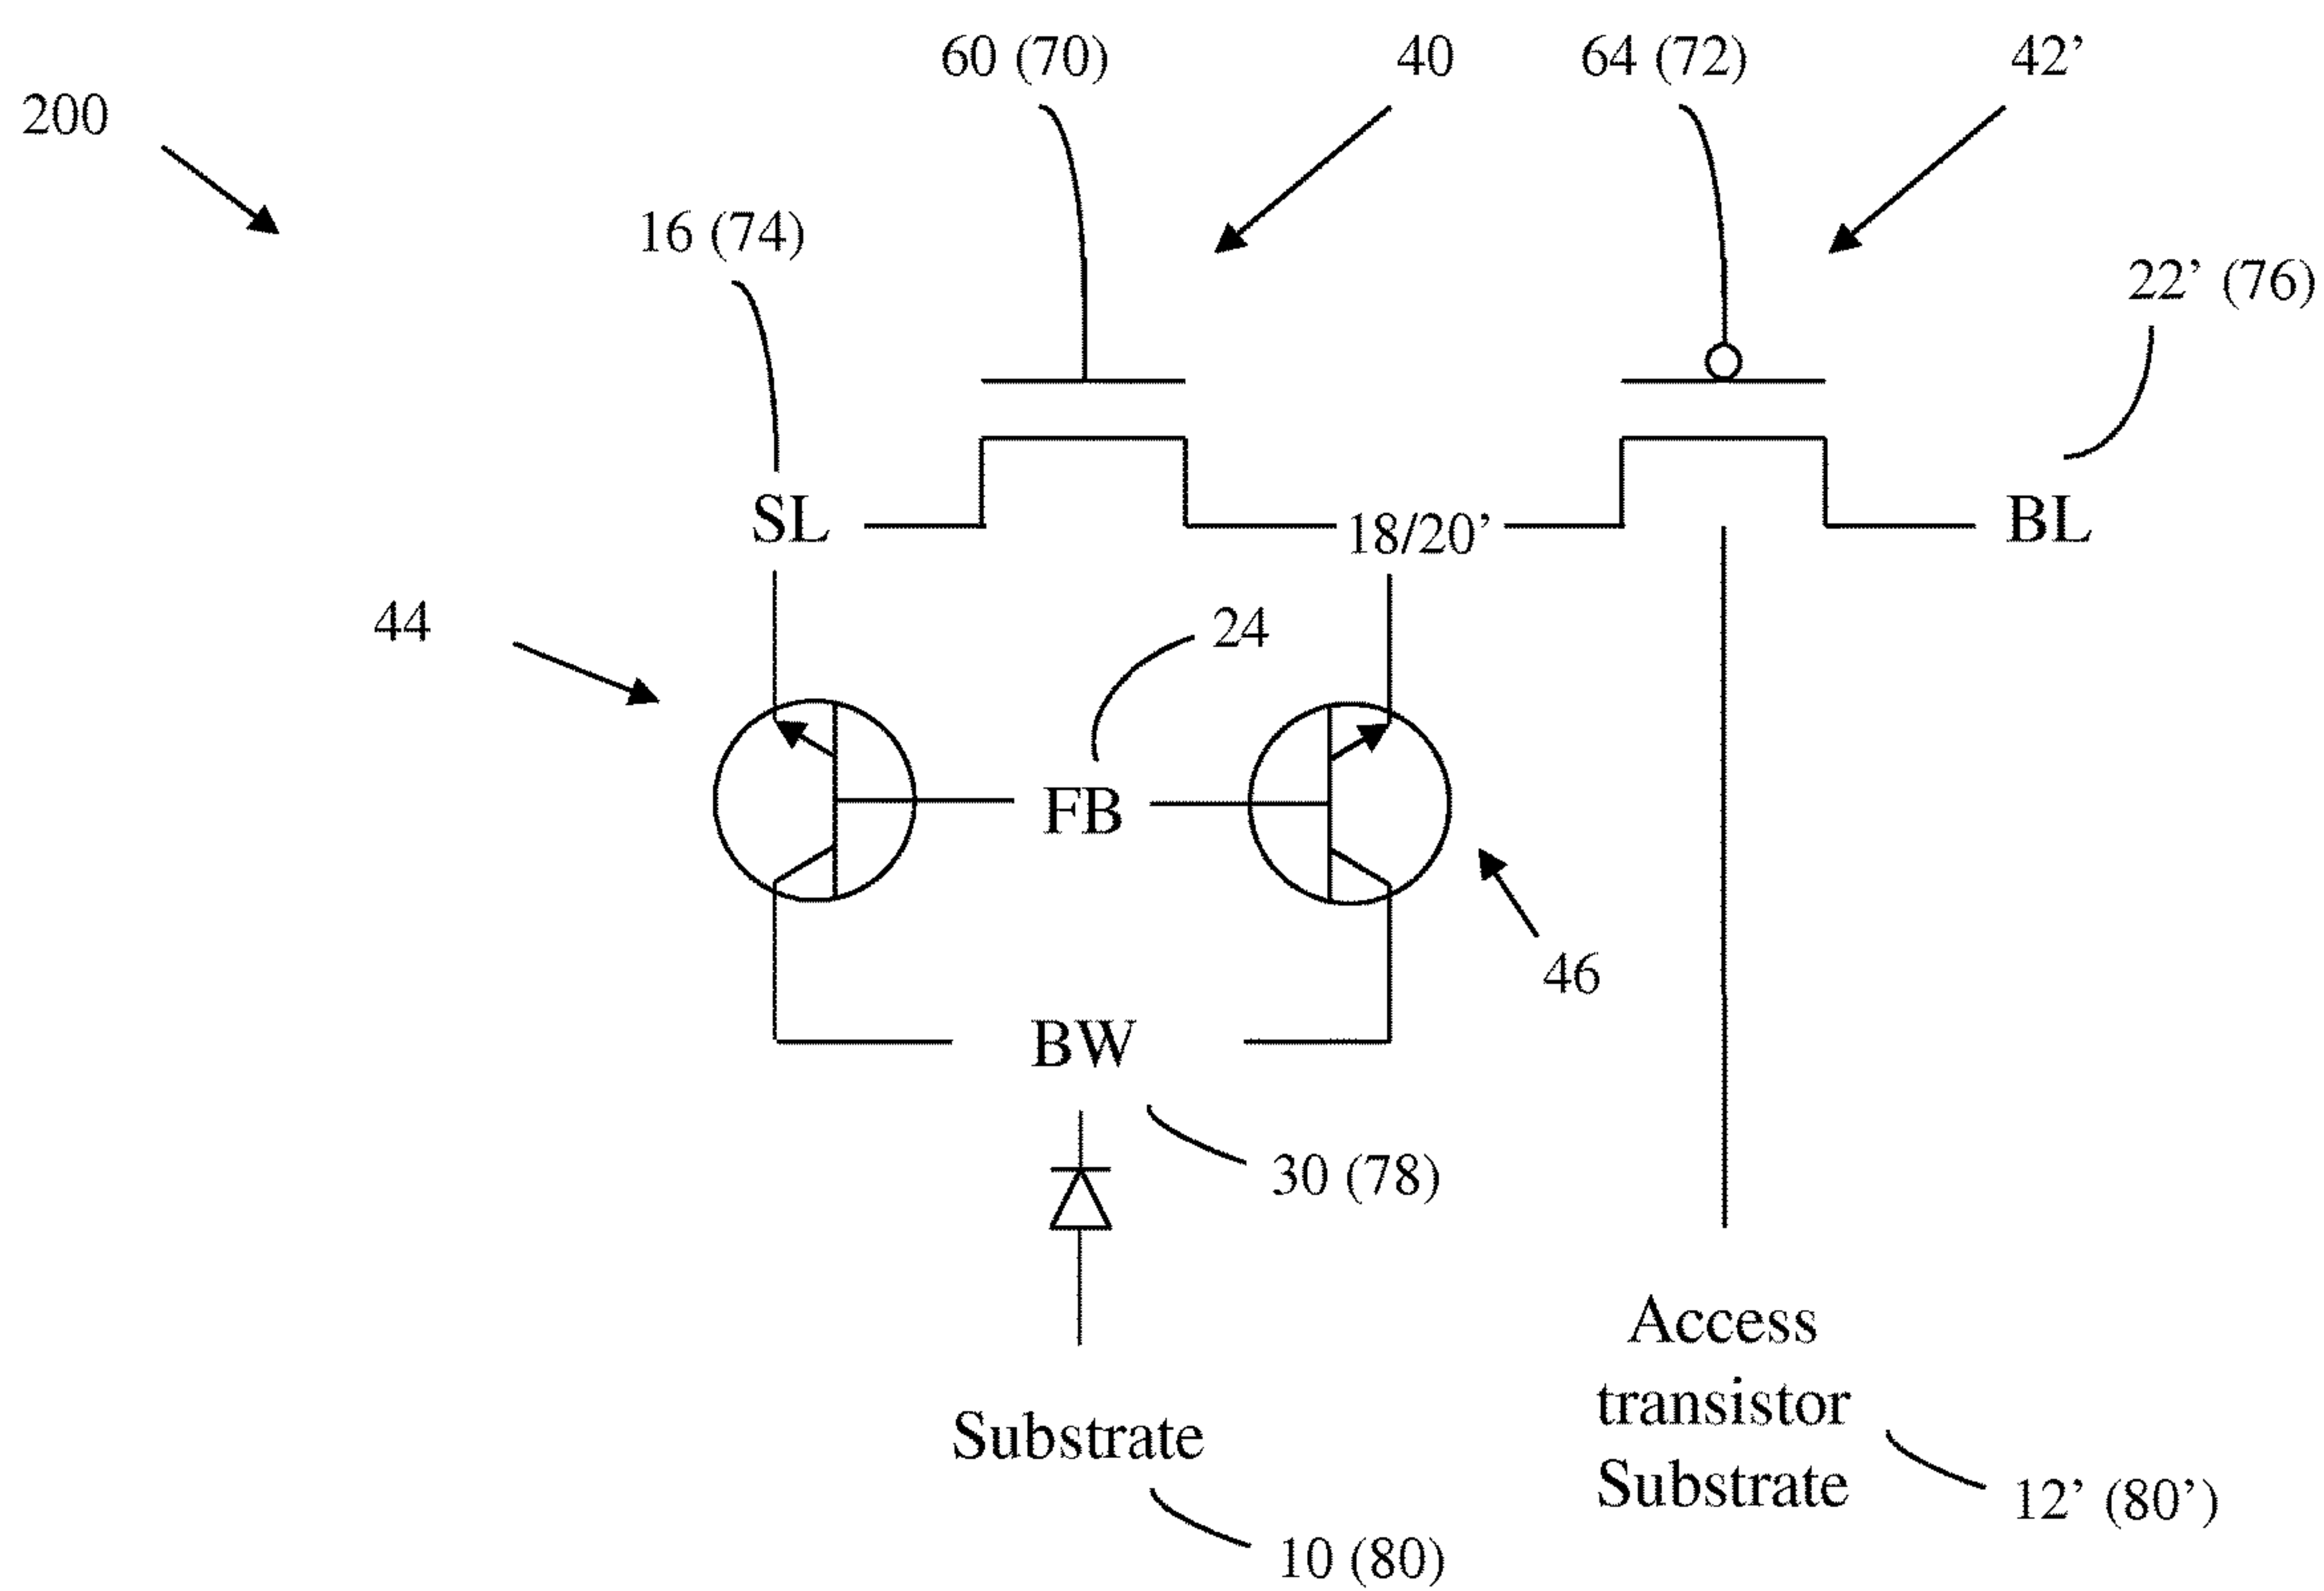 60 (70)
40
64 (72)
42’
200
16 (74)
22’ (76)
SL
18/20’
BL
44
24
FB
46
BW
30 (78)
Access
transistor
Substrate
Substrate
12’ (80’)
10 (80)